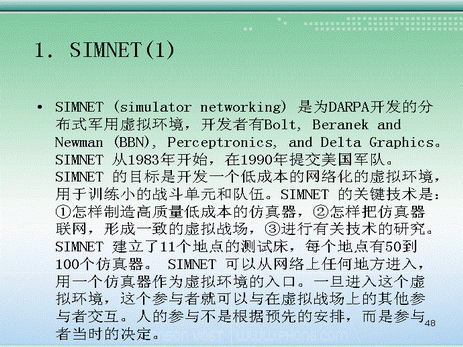 1. SIMNET(1)
• SIMNET (simulator networking) 是为DARPA开发的分
布式军用虚拟环境，开发者有Bolt, Beranek and
Newman (BBN), Perceptronics, and Delta Graphics。
SIMNET 从1983年开始，在1990年提交美国军队。
SIMNET 的目标是开发一个低成本的网络化的虚拟环境，
用于训练小的战斗单元和队伍。SIMNET 的关键技术是：
①怎样制造高质量低成本的仿真器，②怎样把仿真器
联网，形成一致的虚拟战场，③进行有关技术的研究。
SIMNET 建立了11个地点的测试床，每个地点有50到
100个仿真器。 SIMNET 可以从网络上任何地方进入，
用一个仿真器作为虚拟环境的入口。一旦进入这个虚
拟环境，这个参与者就可以与在虚拟战场上的其他参
与者交互。人的参与不是根据预先的安排，而是参与
者当时的决定。
48